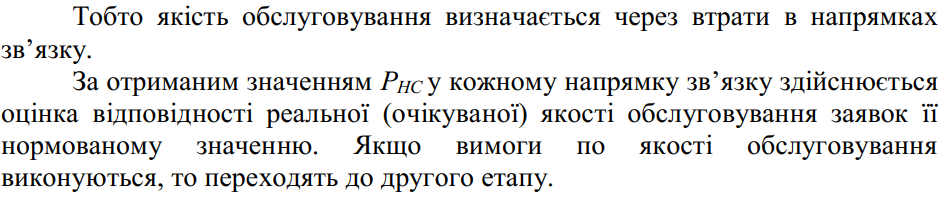 Тобто якість обслуговування визначається через втрати в напрямках
зв’язку.
За отриманим значенням PНС у кожному напрямку зв’язку здійснюється
оцінка відповідності реальної (очікуваної) якості обслуговування заявок її
нормованому значенню. Якщо вимоги по якості обслуговування
виконуються, то переходять до другого етапу.